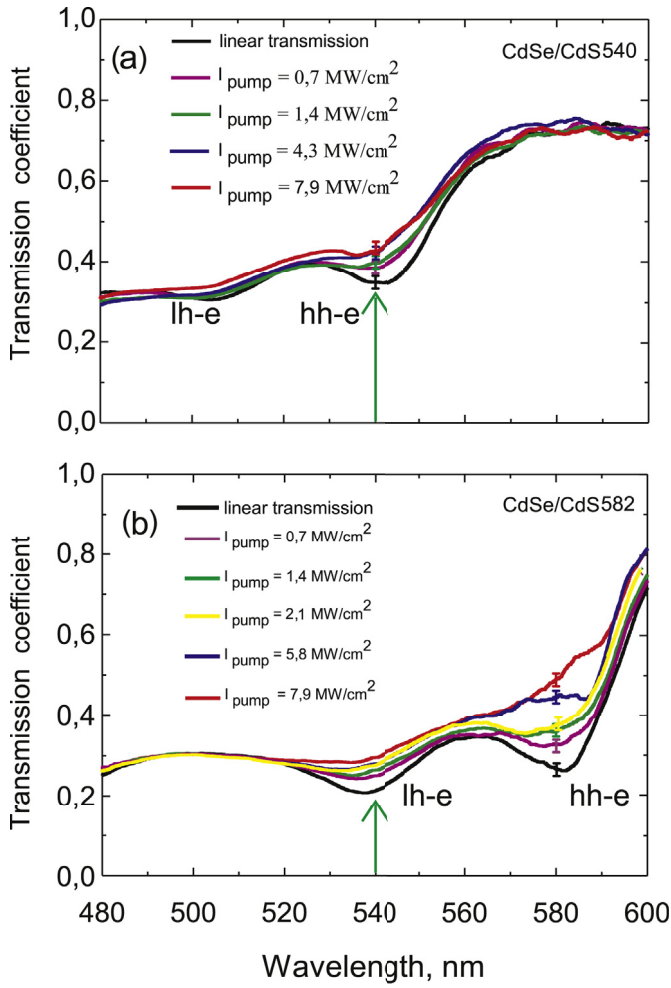 (a)
linear transmission
CdSe/CdS540
I pump = 0,7 MW/cm²
I pump = 1,4 MW/cm²
I pump = 4,3 MW/cm²
I pump = 7,9 MW/cm²
Transmission coefficient
1,0
0,8
0,6
0,4
0,2
0,0
lh-e
hh-e
(b)
linear transmission
CdSe/CdS582
I pump = 0,7 MW/cm²
I pump = 1,4 MW/cm²
I pump = 2,1 MW/cm²
I pump = 5,8 MW/cm²
I pump = 7,9 MW/cm²
Transmission coefficient
1,0
0,8
0,6
0,4
0,2
0,0
lh-e
hh-e
480 500 520 540 560 580 600
Wavelength, nm